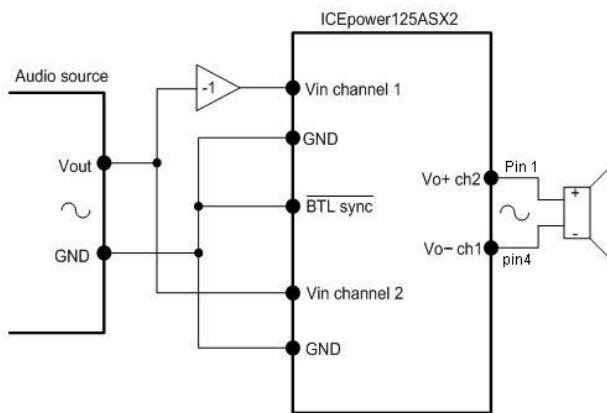 ICEpower125ASX2
Audio source
-1
Vin channel 1
GND
Vout
Pin 1
Vo+ ch2
+
BTL sync
GND
Vo− ch1
-
pin4
Vin channel 2
GND